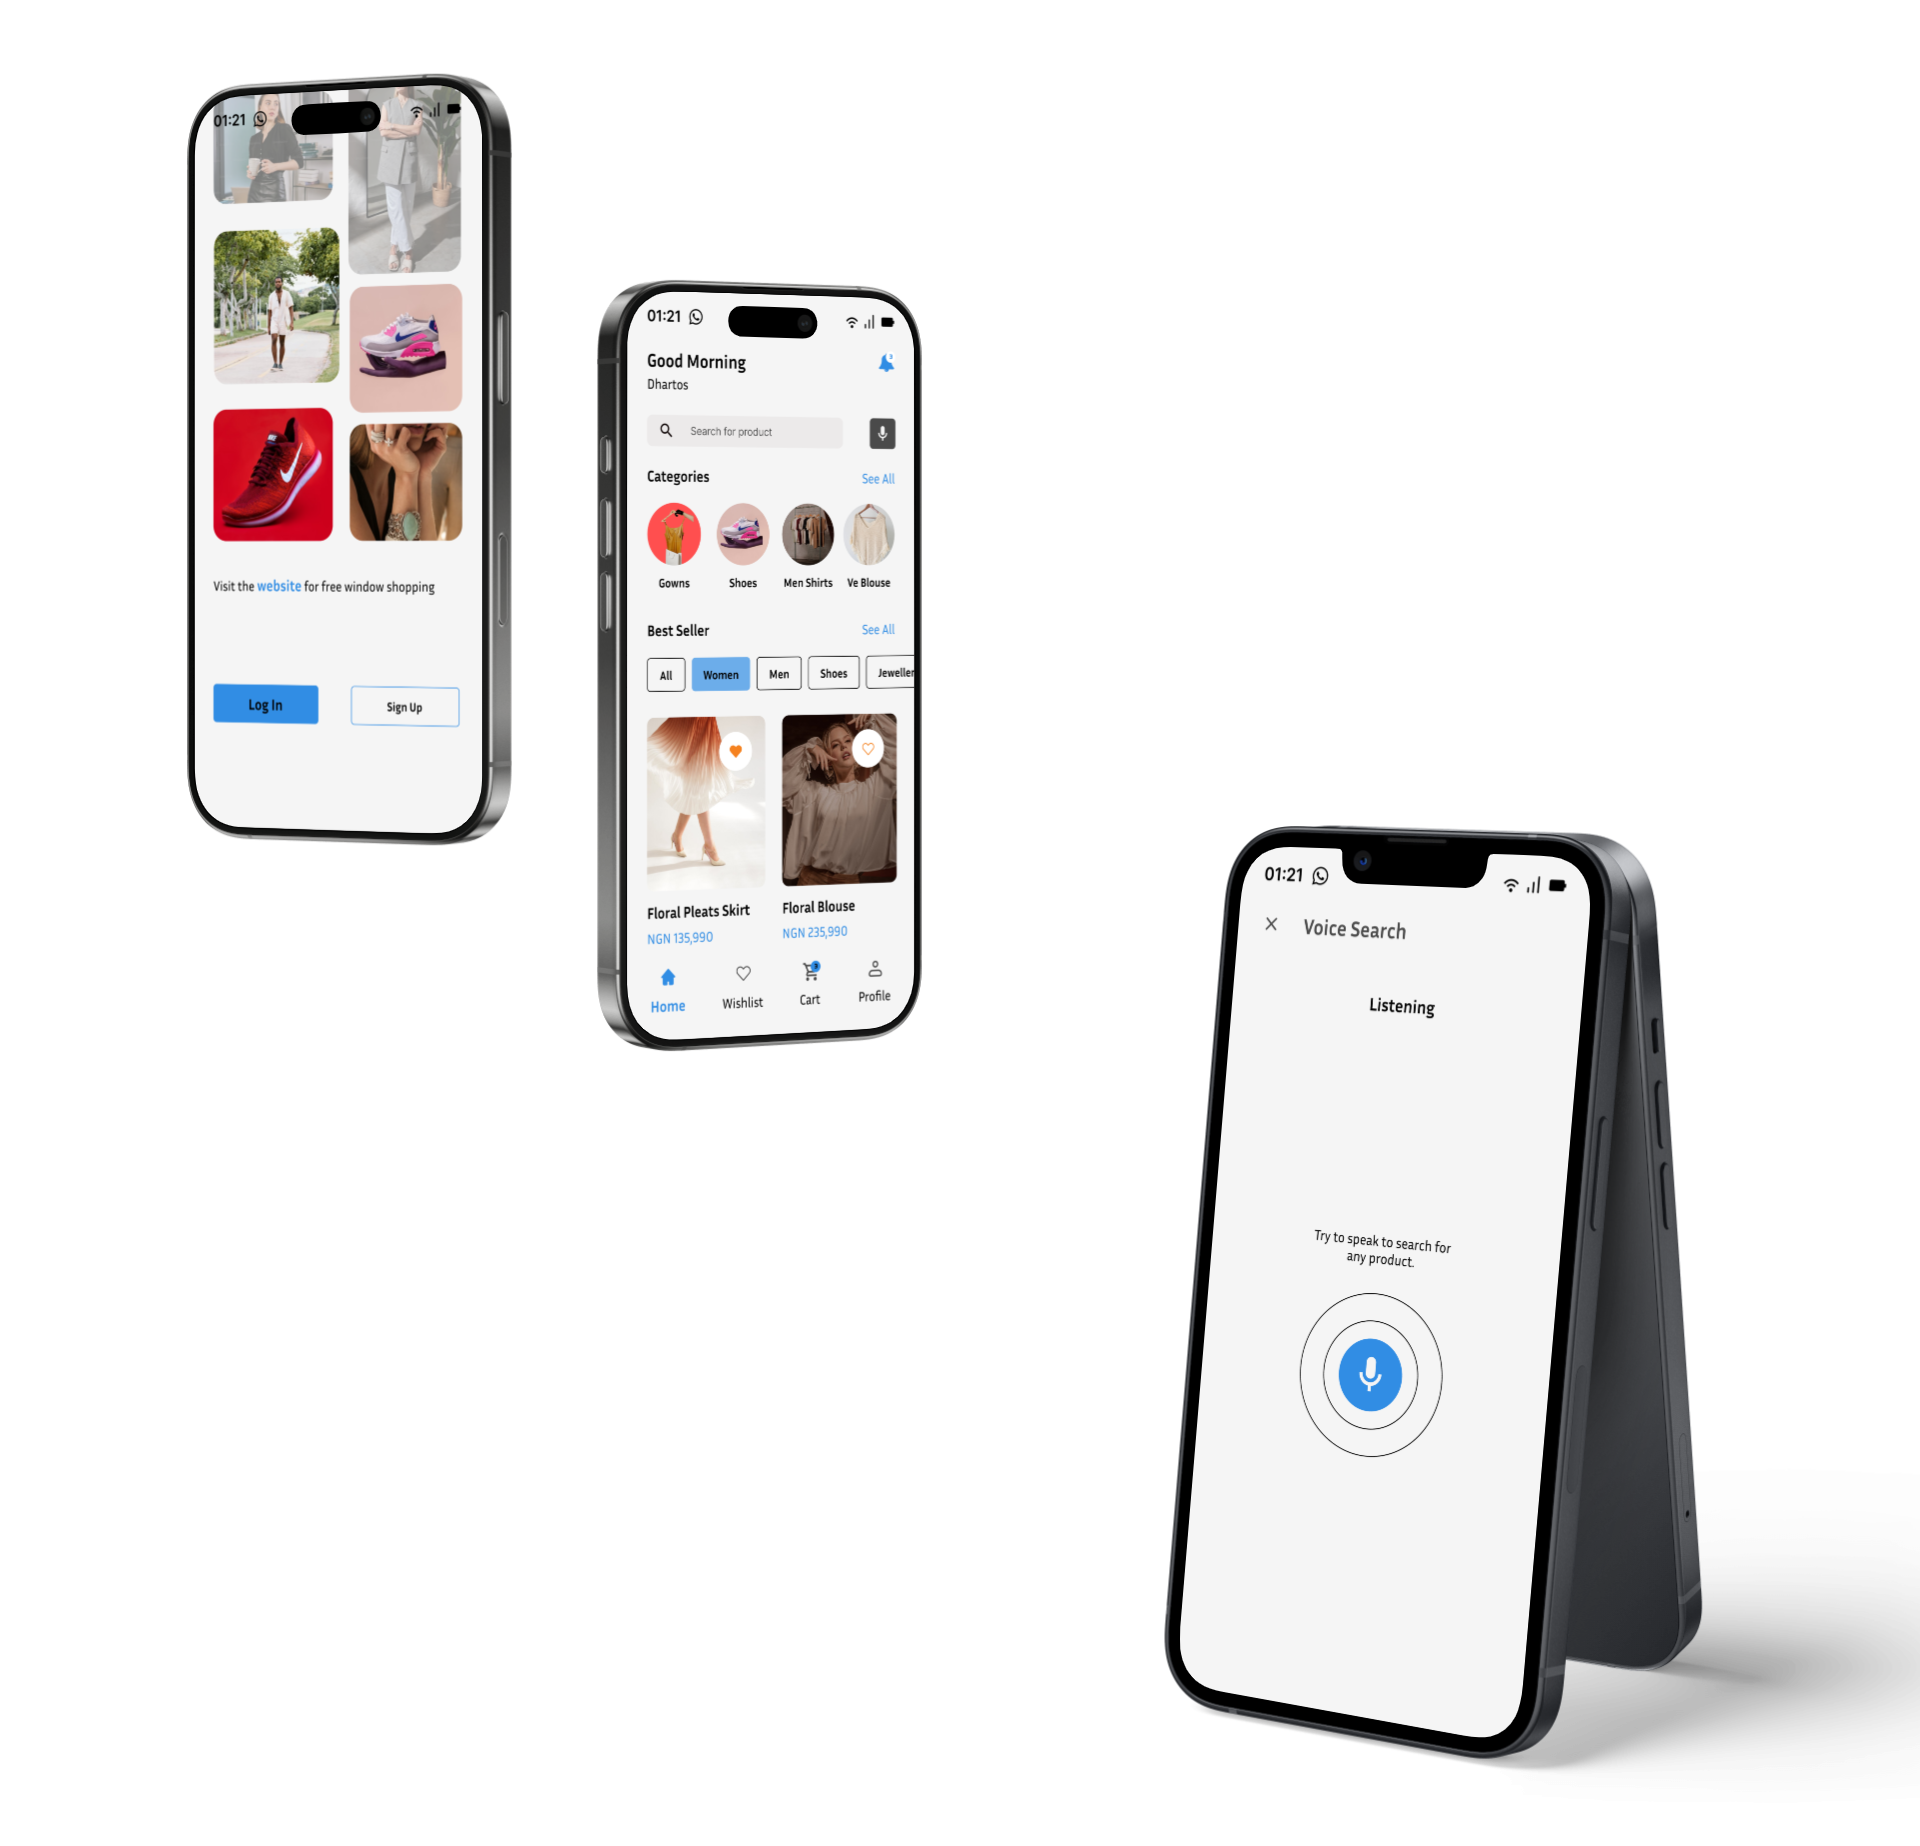 01:21
Visit the website for free window shopping
Log In
Sign Up
01:21
Good Morning
Dhartos
Search for product
Categories
See All
Gowns
Shoes
Men Shirts
Ve Blouse
Best Seller
See All
All
Women
Men
Shoes
Jeweller
Floral Pleats Skirt
Floral Blouse
NGN 135,990
NGN 235,990
3
Home
Wishlist
Cart
Profile
01:21
Voice Search
Listening
Try to speak to search for
any product.